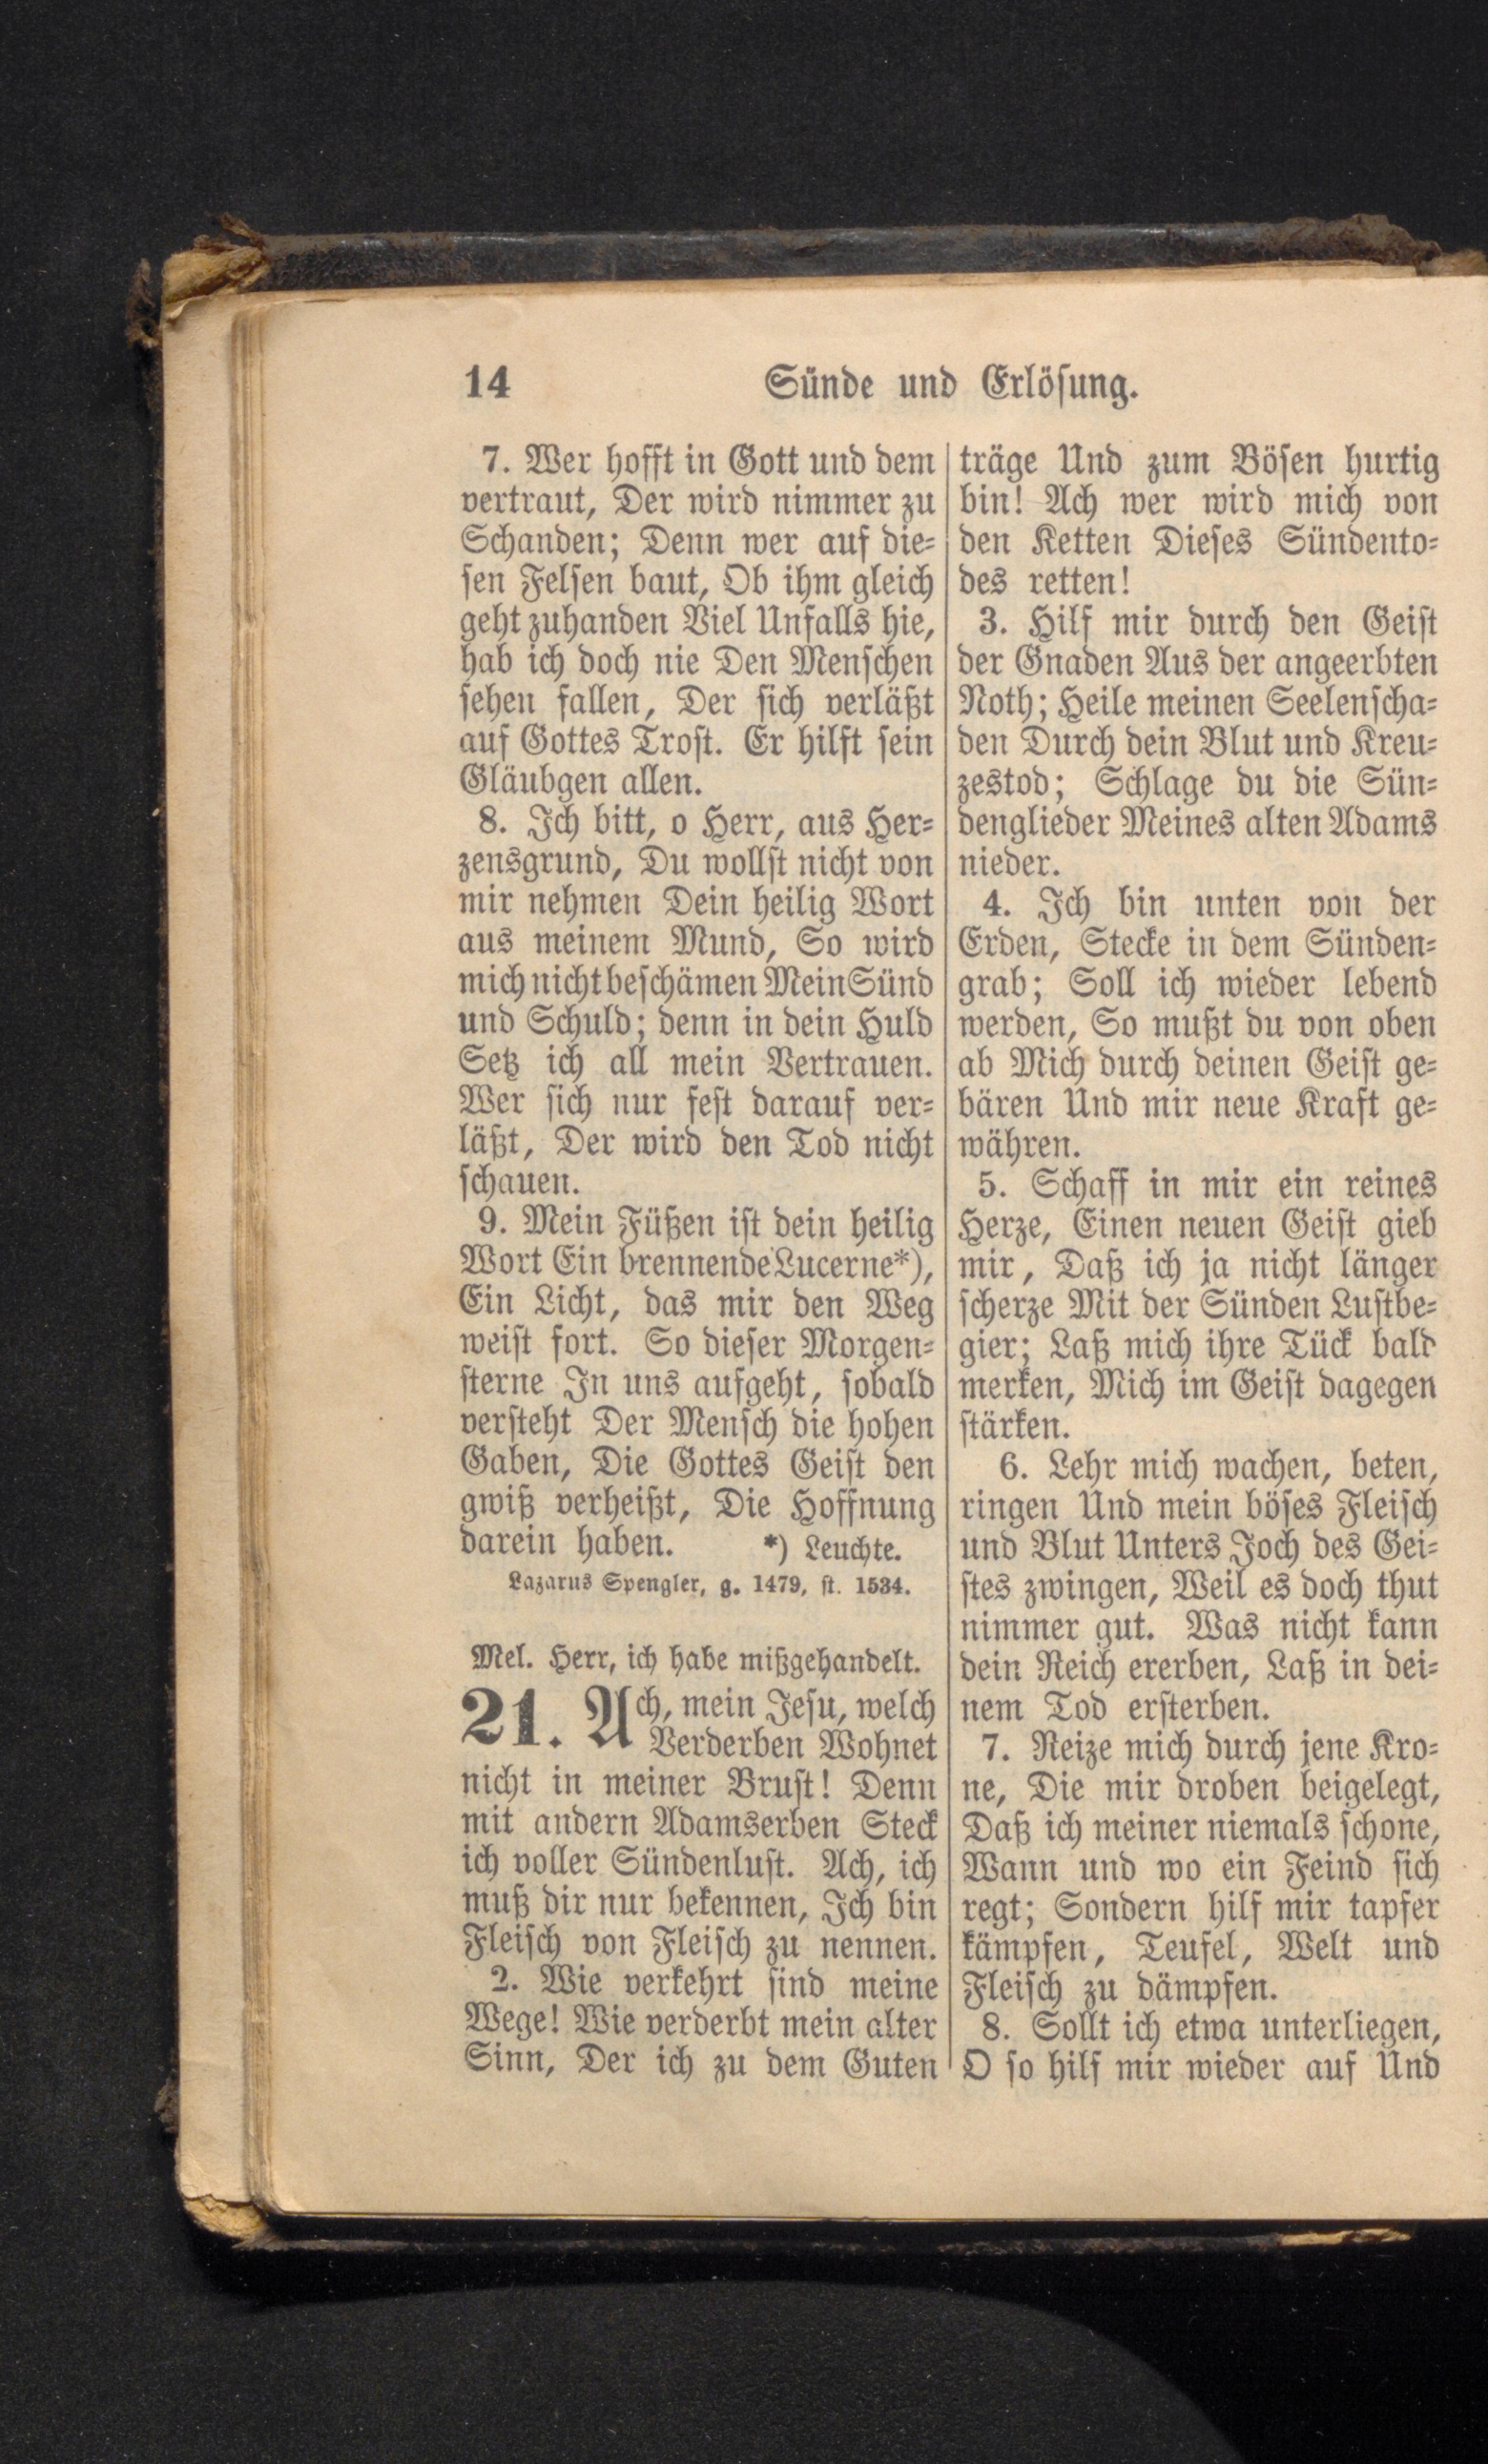 14 Sünde und Erlösung.
7. Wer hofft in Gott und dem
vertraut, Der wird nimmer zu
Schanden; Denn wer auf die-
sen Felsen baut, Ob ihm gleich
geht zuhanden Viel Unfalls hie,
hab ich doch nie Den Menschen
sehen fallen, Der sich verläßt
auf Gottes Trost. Er hilft sein
Gläubgen allen.
8. Ich bitt, o Herr, aus Her-
zensgrund, Du wollst nicht von
mir nehmen Dein heilig Wort
aus meinem Mund, So wird
mich nicht beschämen Mein Sünd
und Schuld; denn in dein Huld
Setz ich all mein Vertrauen.
Wer sich nur fest darauf ver-
läßt, Der wird den Tod nicht
schauen.
9. Mein Füßen ist dein heilig
Wort Ein brennende Lucerne*),
Ein Licht, das mir den Weg
weist fort. So dieser Morgen-
sterne In uns aufgeht, sobald
versteht Der Mensch die hohen
Gaben, Die Gottes Geist den
gwiß verheißt, Die Hoffnung
darein haben. *) Leuchte.
Lazarus Spengler, g. 1479, st. 1534.
Mel. Herr, ich habe mißgehandelt.
21. Ach, mein Jesu, welch
Verderben Wohnet
nicht in meiner Brust! Denn
mit andern Adamserben Steck
ich voller Sündenlust. Ach, ich
muß dir nur bekennen, Ich bin
Fleisch von Fleisch zu nennen.
2. Wie verkehrt sind meine
Wege! Wie verderbt mein alter
Sinn, Der ich zu dem Guten
träge Und zum Bösen hurtig
bin! Ach wer wird mich von
den Ketten Dieses Sündento-
des retten!
3. Hilf mir durch den Geist
der Gnaden Aus der angeerbten
Noth; Heile meinen Seelenscha-
den Durch dein Blut und Kreu-
zestod; Schlage du die Sün-
denglieder Meines alten Adams
nieder.
4. Ich bin unten von der
Erden, Stecke in dem Sünden-
grab; Soll ich wieder lebend
werden, So mußt du von oben
ab Mich durch deinen Geist ge-
bären Und mir neue Kraft ge-
währen.
5. Schaff in mir ein reines
Herze, Einen neuen Geist gieb
mir, Daß ich ja nicht länger
scherze Mit der Sünden Lustbe-
gier; Laß mich ihre Tück bald
merken, Mich im Geist dagegen
stärken.
6. Lehr mich wachen, beten,
ringen Und mein böses Fleisch
und Blut Unters Joch des Gei-
stes zwingen, Weil es doch thut
nimmer gut. Was nicht kann
dein Reich ererben, Laß in dei-
nem Tod ersterben.
7. Reize mich durch jene Kro-
ne, Die mir droben beigelegt,
Daß ich meiner niemals schone,
Wann und wo ein Feind sich
regt; Sondern hilf mir tapfer
kämpfen, Teufel, Welt und
Fleisch zu dämpfen.
8. Sollt ich etwa unterliegen,
O so hilf mir wieder auf Und